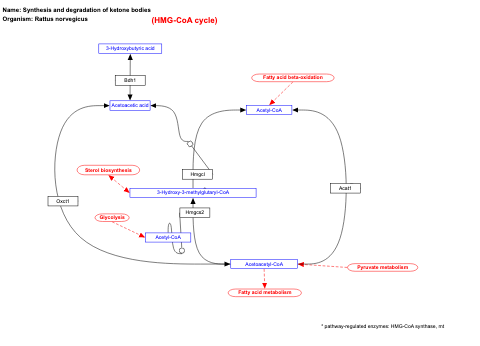 Name: Synthesis and degradation of ketone bodies
Organism: Rattus norvegicus
(HMG-CoA cycle)
3-Hydroxybutyric acid
Bdh1
Fatty acid beta-oxidation
Acetoacetic acid
Acetyl-CoA
Sterol biosynthesis
Hmgcl
3-Hydroxy-3-methylglutaryl-CoA
Acat1
Oxct1
Hmgcs2
Glycolysis
Acetyl-CoA
Acetoacetyl-CoA
Pyruvate metabolism
Fatty acid metabolism
* pathway-regulated enzymes: HMG-CoA synthase, mt